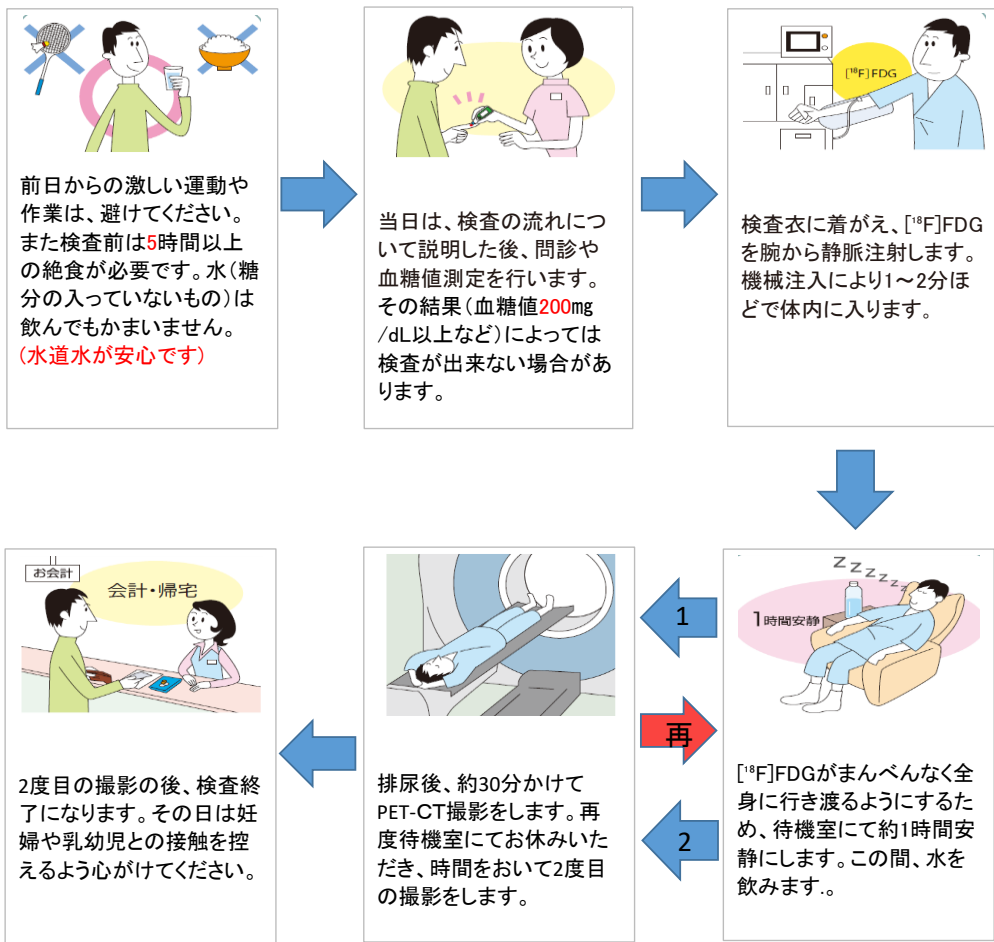 前日からの激しい運動や
作業は、避けてください。
また検査前は5時間以上
の絶食が必要です。水(糖
分の入っていないもの)は
飲んでもかまいません。
(水道水が安心です)
当日は、検査の流れにつ
いて説明した後、問診や
血糖値測定を行います。
その結果(血糖値200mg
/dL以上など)によっては
検査が出来ない場合があ
ります。
[¹⁸F]FDG
検査衣に着がえ、[¹⁸F]FDG
を腕から静脈注射します。
機械注入により1～2分ほ
どで体内に入ります。
ZZZZZZ
1時間安静
[¹⁸F]FDGがまんべんなく全
身に行き渡るようにするた
め、待機室にて約1時間安
静にします。この間、水を
飲みます.。
1
再
2
排尿後、約30分かけて
PET-CT撮影をします。再
度待機室にてお休みいた
だき、時間をおいて2度目
の撮影をします。
お会計
会計・帰宅
2度目の撮影の後、検査終
了になります。その日は妊
婦や乳幼児との接触を控
えるよう心がけてください。